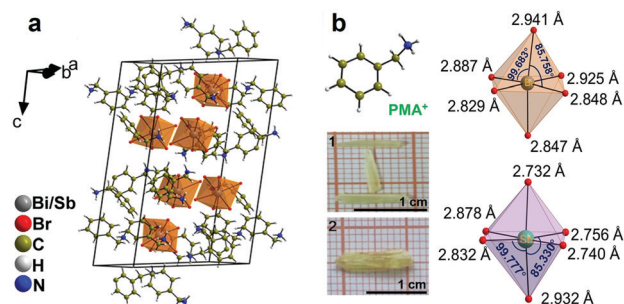 a
a
b
c
Bi/Sb
Br
C
H
N
b
PMA⁺
1
1 cm
2
1 cm
2.941 Å
2.887 Å
99.683°
85.758°
2.925 Å
2.829 Å
2.848 Å
2.847 Å
2.732 Å
2.878 Å
2.756 Å
2.832 Å
99.777°
85.330°
2.740 Å
2.932 Å